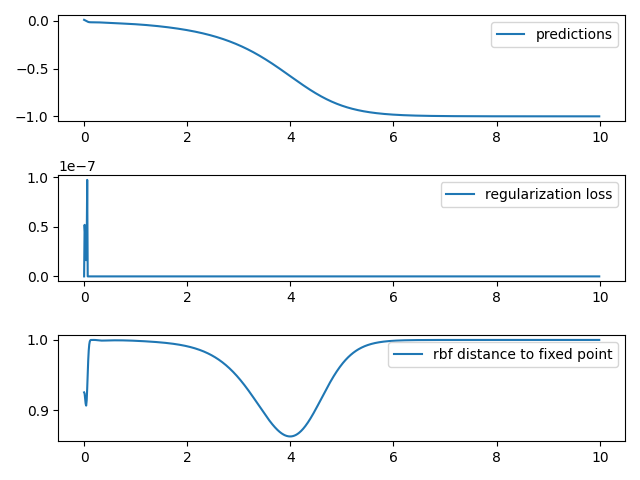 0.0
predictions
−0.5
−1.0
0 2 4 6 8 10
1e−7
1.0
regularization loss
0.5
0.0
0 2 4 6 8 10
1.0
rbf distance to fixed point
0.9
0 2 4 6 8 10